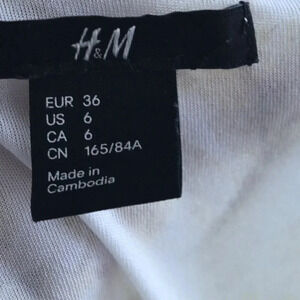 H&M
EUR 36
US 6
CA 6
CN 165/84A
Made in
Cambodia